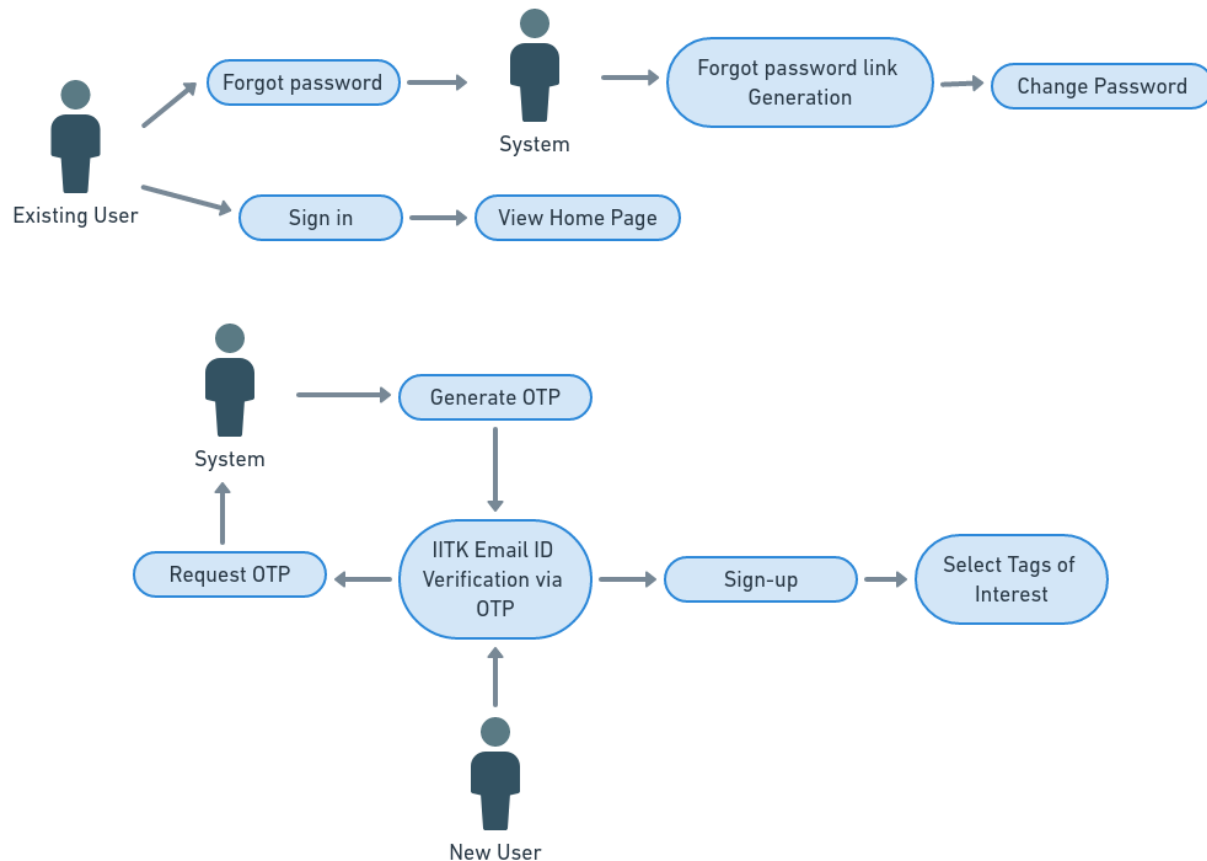 Forgot password
System
Forgot password link
Generation
Change Password
Existing User
Sign in
View Home Page
System
Generate OTP
Request OTP
IITK Email ID
Verification via
OTP
Sign-up
Select Tags of
Interest
New User